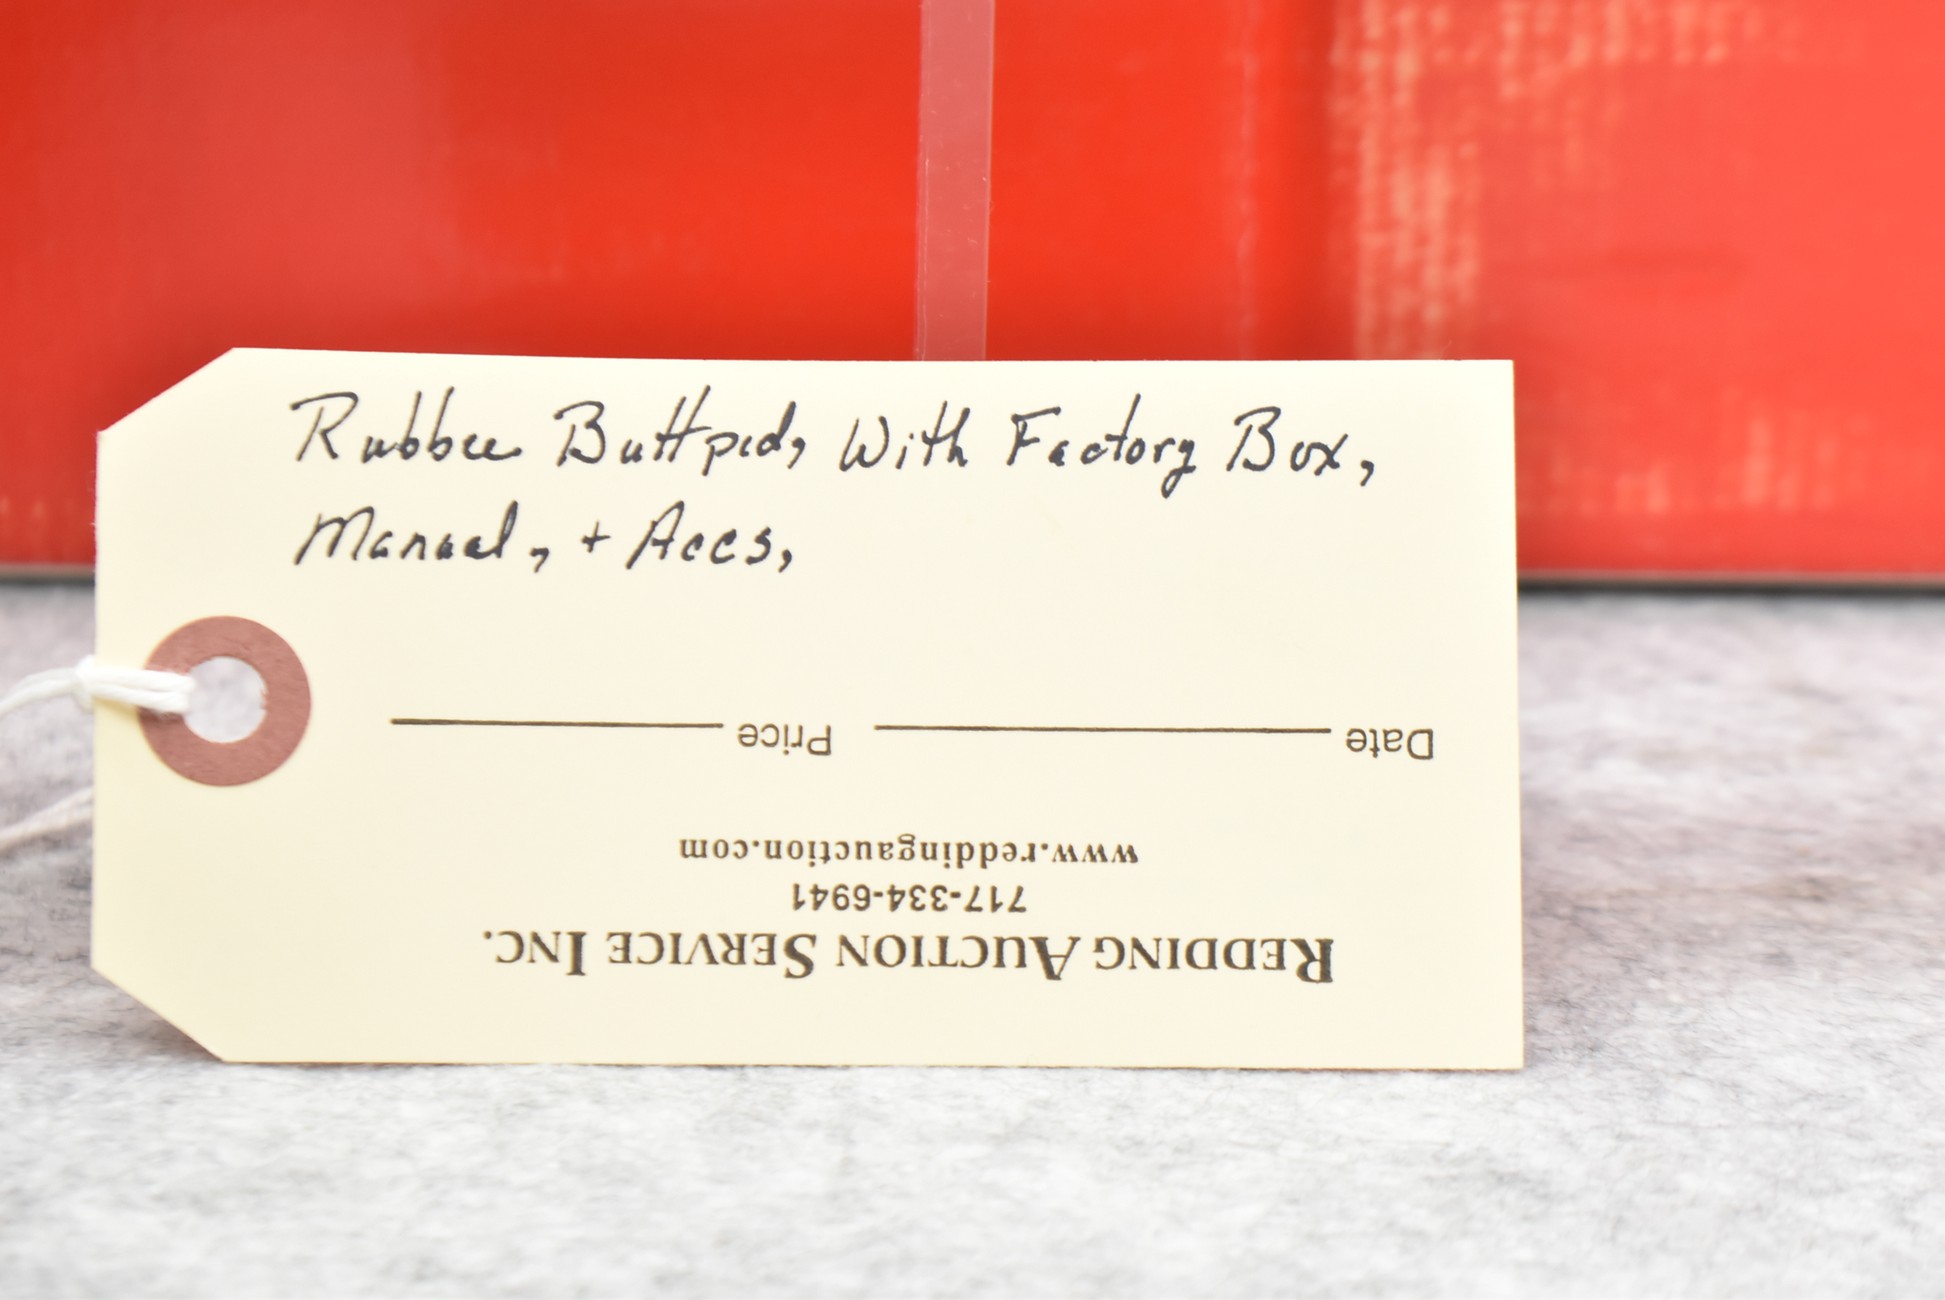 Rubber Buttpad, With Factory Box,
Manual, + Accs,
Date Price
www.reddingauction.com
717-334-6941
REDDING AUCTION SERVICE INC.